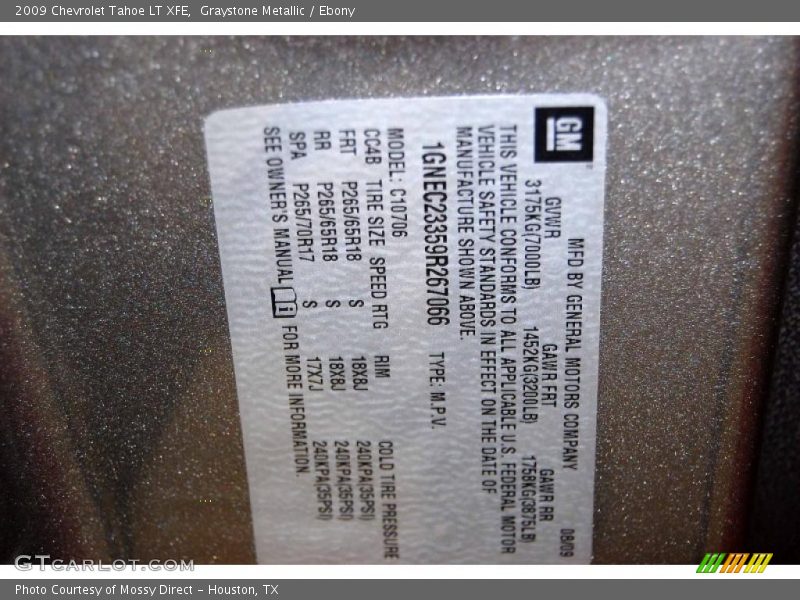 2009 Chevrolet Tahoe LT XFE, Graystone Metallic / Ebony
GM
MFD BY GENERAL MOTORS COMPANY 08/09
GVWR GAWR FRT GAWR RR
3175KG(7000LB) 1452KG(3200LB) 1758KG(3875LB)
THIS VEHICLE CONFORMS TO ALL APPLICABLE U.S. FEDERAL MOTOR
VEHICLE SAFETY STANDARDS IN EFFECT ON THE DATE OF
MANUFACTURE SHOWN ABOVE.
1GNEC23359R267066 TYPE: M.P.V.
MODEL: C10706
CC4B TIRE SIZE SPEED RTG RIM COLD TIRE PRESSURE
FRT P265/65R18 S 18X8J 240KPA(35PSI)
RR P265/65R18 S 18X8J 240KPA(35PSI)
SPA P265/70R17 S 17X7J 240KPA(35PSI)
SEE OWNER'S MANUAL FOR MORE INFORMATION.
GTCarLot.com
Photo Courtesy of Mossy Direct - Houston, TX